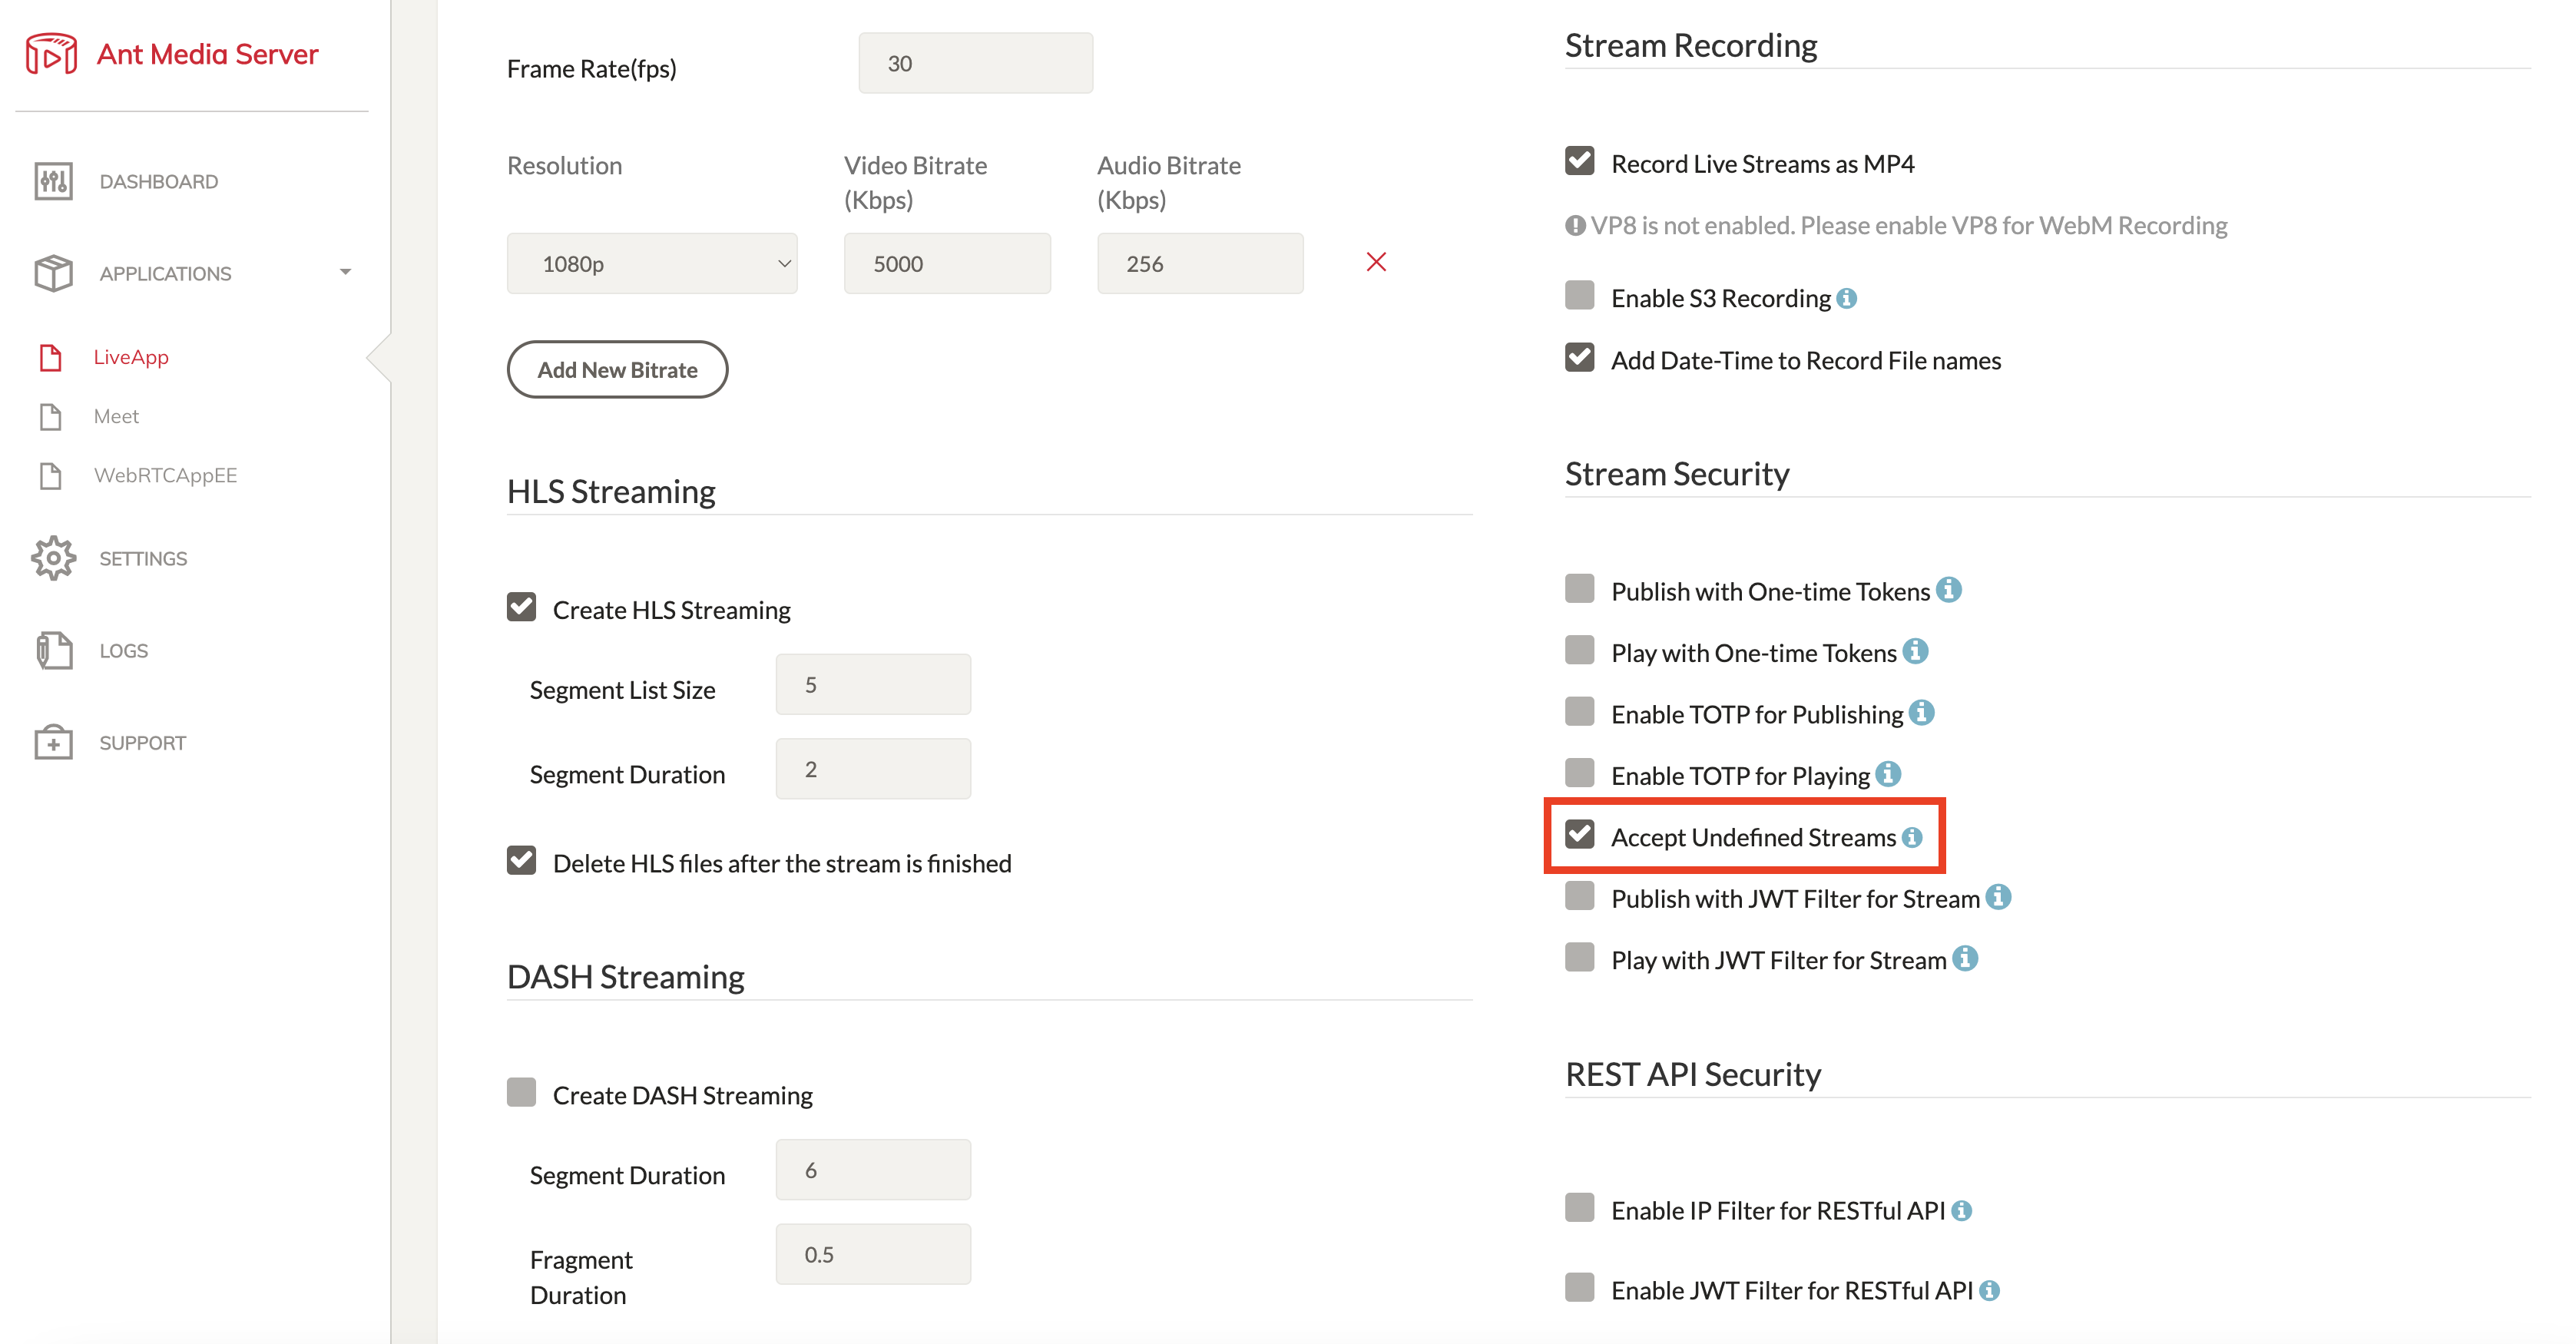 Ant Media Server
DASHBOARD
APPLICATIONS
LiveApp
Meet
WebRTCAppEE
SETTINGS
LOGS
SUPPORT
Frame Rate(fps)
30
Resolution
Video Bitrate
(Kbps)
Audio Bitrate
(Kbps)
1080p
5000
256
Add New Bitrate
HLS Streaming
Create HLS Streaming
Segment List Size
5
Segment Duration
2
Delete HLS files after the stream is finished
DASH Streaming
Create DASH Streaming
Segment Duration
6
Fragment
Duration
0.5
Stream Recording
Record Live Streams as MP4
VP8 is not enabled. Please enable VP8 for WebM Recording
Enable S3 Recording
Add Date-Time to Record File names
Stream Security
Publish with One-time Tokens
Play with One-time Tokens
Enable TOTP for Publishing
Enable TOTP for Playing
Accept Undefined Streams
Publish with JWT Filter for Stream
Play with JWT Filter for Stream
REST API Security
Enable IP Filter for RESTful API
Enable JWT Filter for RESTful API